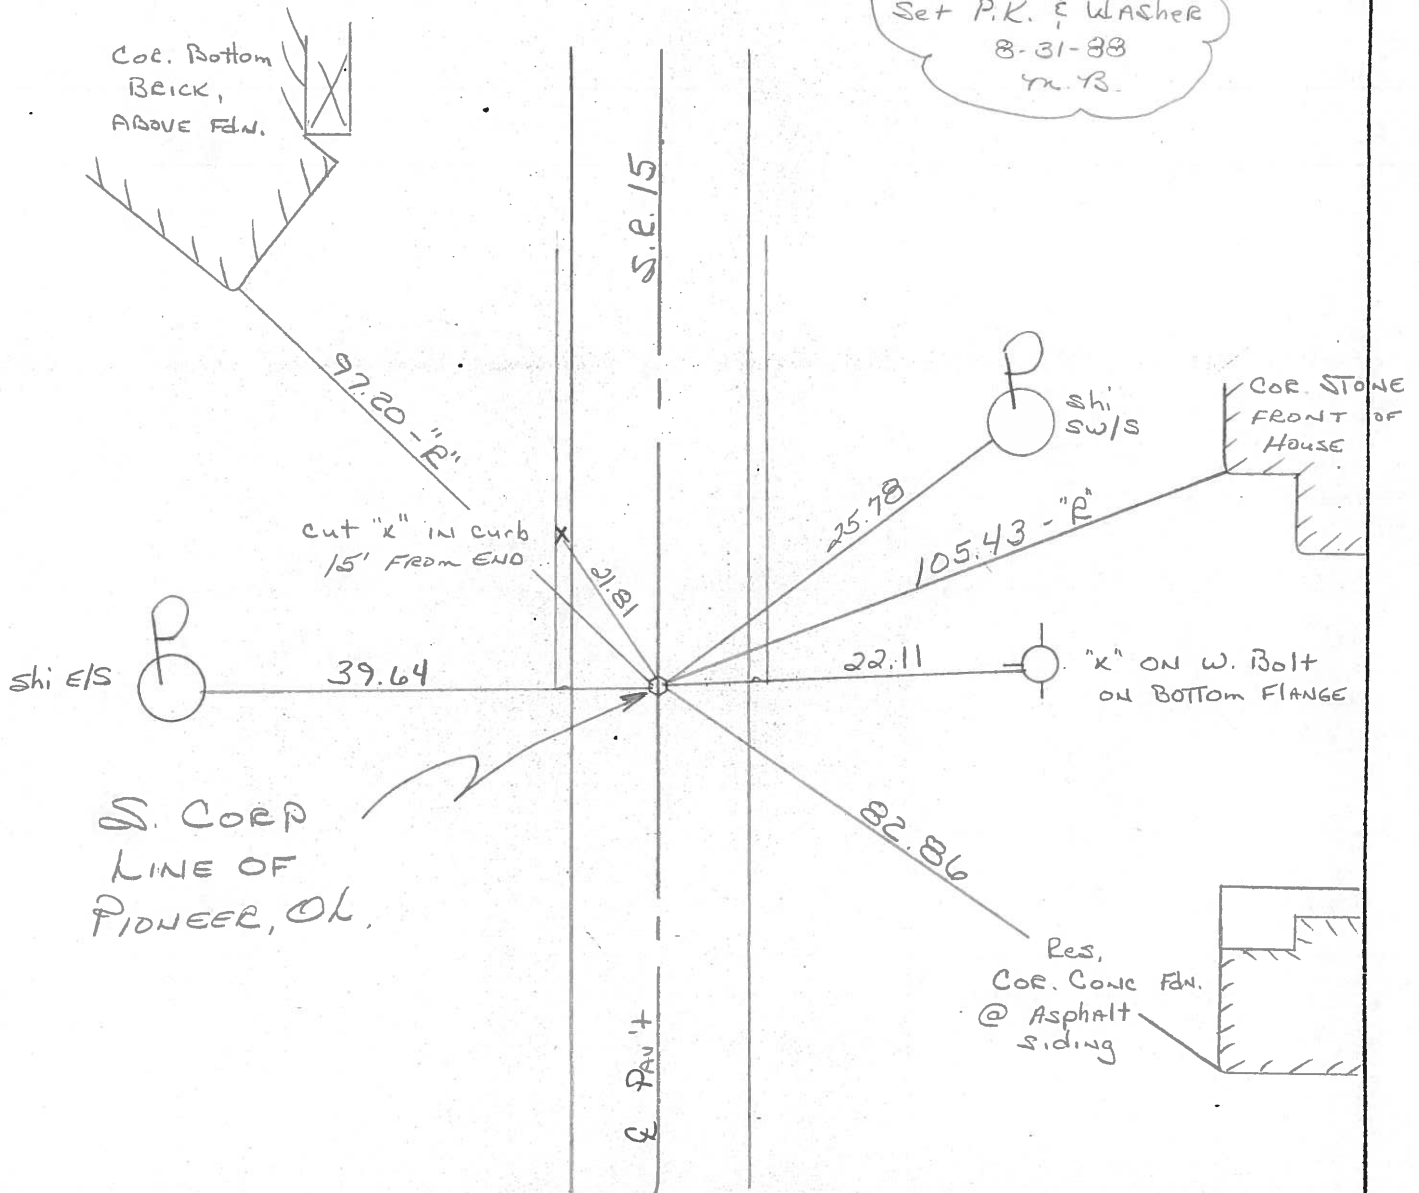 Set P.K. & Washer
8-31-88
M.B.
Cor. Bottom
Brick,
Above Fdn.
S.R. 15
97.20 - "R"
Shi
SW/S
Cor. Stone
Front of
House
25.78
105.43 - "R"
Cut "x" in curb
15' From End
x
21.81
Shi E/S
39.64
22.11
"x" on W. Bolt
on Bottom Flange
S. Corp
Line of
Pioneer, Oh.
82.86
Res,
Cor. Conc Fdn.
@ Asphalt
Siding
℄ Pav't